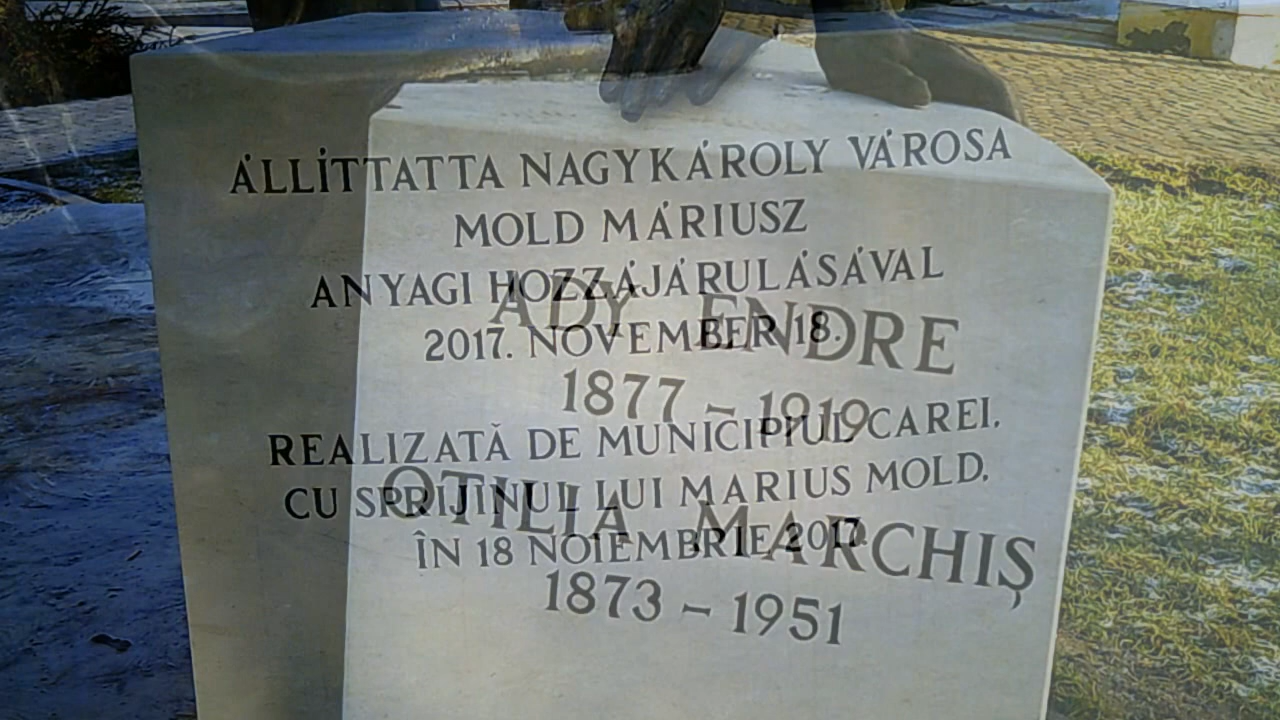 ÁLLÍTTATTA NAGYKÁROLY VÁROSA
MOLD MÁRIUSZ
ANYAGI HOZZÁJÁRULÁSÁVAL
2017. NOVEMBER 18.
REALIZATĂ DE MUNICIPIUL CAREI,
CU SPRIJINUL LUI MARIUS MOLD,
ÎN 18 NOIEMBRIE 2017.
ADY ENDRE
1877 – 1919
OTILIA MARCHIȘ
1873 – 1951